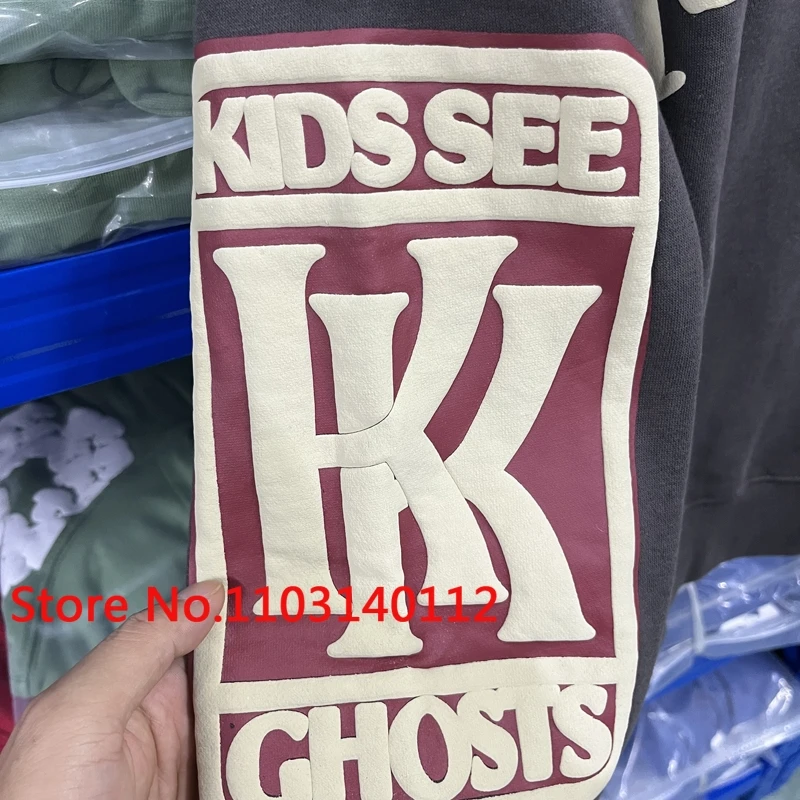 KIDS SEE
KK
Store No.1103140112
GHOSTS